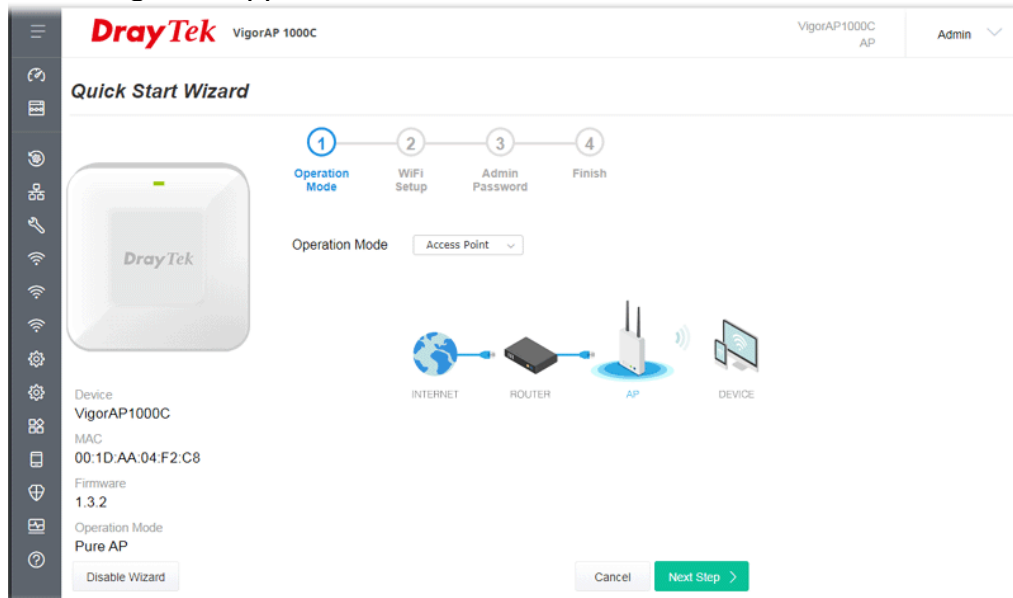 DrayTek VigorAP 1000C
VigorAP1000C
AP
Admin
Quick Start Wizard
1 2 3 4
Operation Mode
WiFi Setup
Admin Password
Finish
Operation Mode Access Point
DrayTek
INTERNET ROUTER AP DEVICE
Device
VigorAP1000C
MAC
00:1D:AA:04:F2:C8
Firmware
1.3.2
Operation Mode
Pure AP
Disable Wizard Cancel Next Step